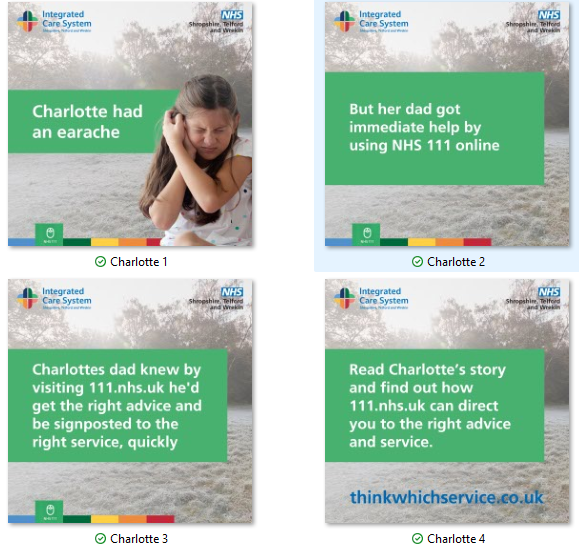 Integrated
Care System
NHS
Shropshire, Telford
and Wrekin
Charlotte had
an earache
Charlotte 1
Integrated
Care System
NHS
Shropshire, Telford
and Wrekin
But her dad got
immediate help by
using NHS 111 online
Charlotte 2
Integrated
Care System
NHS
Shropshire, Telford
and Wrekin
Charlottes dad knew by
visiting 111.nhs.uk he'd
get the right advice and
be signposted to the
right service, quickly
Charlotte 3
Integrated
Care System
NHS
Shropshire, Telford
and Wrekin
Read Charlotte's story
and find out how
111.nhs.uk can direct
you to the right advice
and service.
thinkwhichservice.co.uk
Charlotte 4